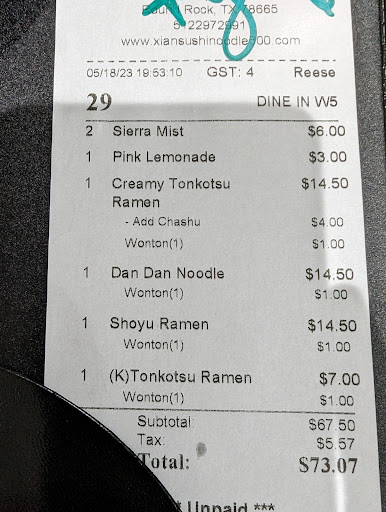 Rock, TX 78665
www.xiansushinoodle500.com
05/18/23 19:53:10 GST: 4 Reese
29 DINE IN W5
2 Sierra Mist $6.00
1 Pink Lemonade $3.00
1 Creamy Tonkotsu $14.50
Ramen
- Add Chashu $4.00
Wonton(1) $1.00
1 Dan Dan Noodle $14.50
Wonton(1) $1.00
1 Shoyu Ramen $14.50
Wonton(1) $1.00
1 (K)Tonkotsu Ramen $7.00
Wonton(1) $1.00
Subtotal: $67.50
Tax: $5.57
Total: $73.07
* Unpaid ***